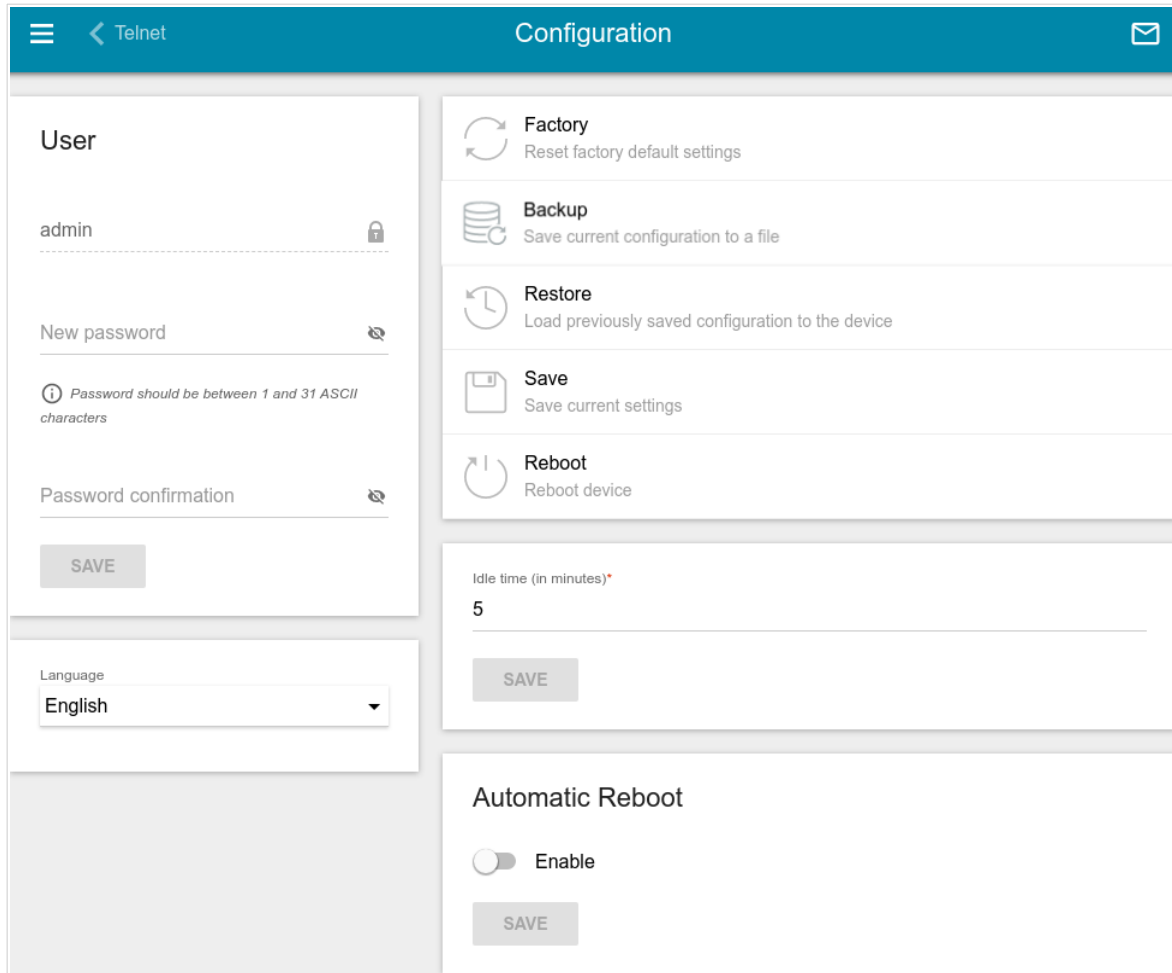 Telnet
Configuration
User
admin
New password
Password should be between 1 and 31 ASCII
characters
Password confirmation
SAVE
Language
English
Factory
Reset factory default settings
Backup
Save current configuration to a file
Restore
Load previously saved configuration to the device
Save
Save current settings
Reboot
Reboot device
Idle time (in minutes)*
5
SAVE
Automatic Reboot
Enable
SAVE